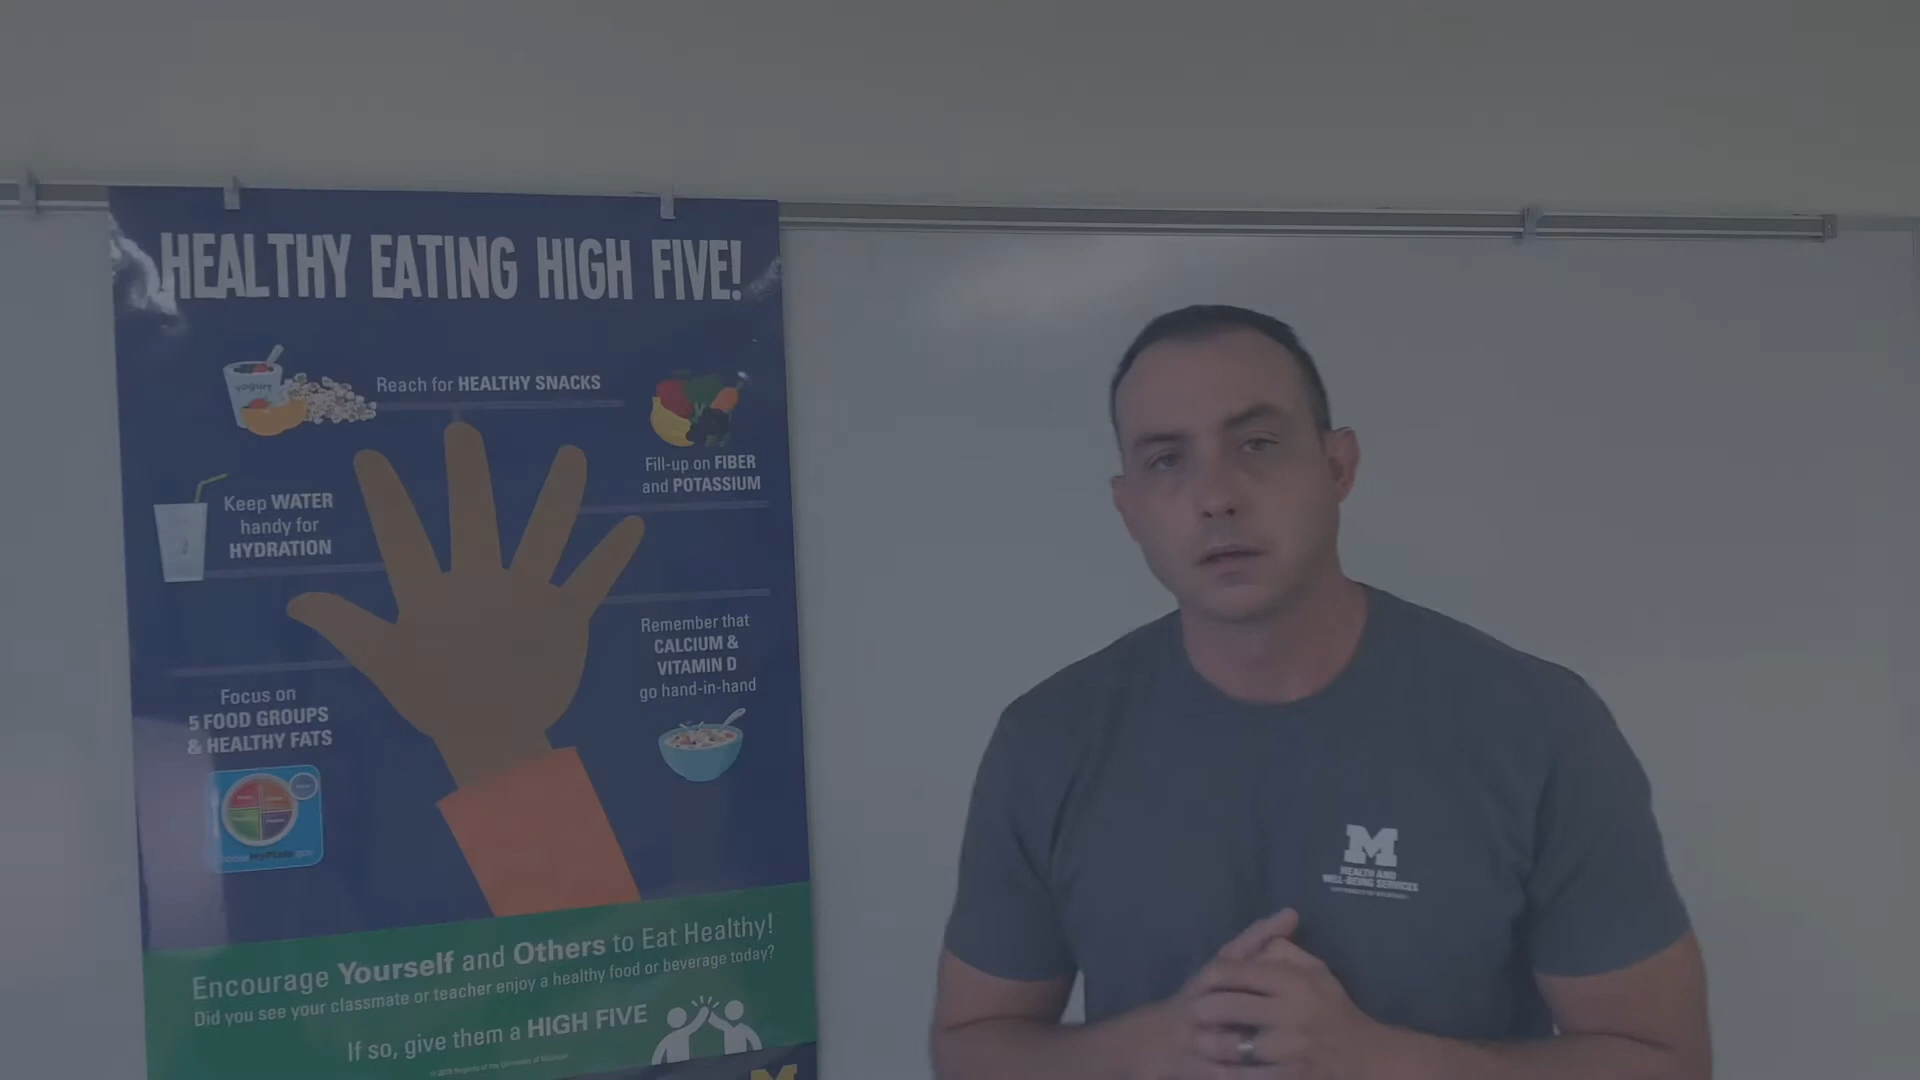 HEALTHY EATING HIGH FIVE!
yogurt
Reach for HEALTHY SNACKS
Fill-up on FIBER
and POTASSIUM
Keep WATER
handy for
HYDRATION
Remember that
CALCIUM &
VITAMIN D
go hand-in-hand
Focus on
5 FOOD GROUPS
& HEALTHY FATS
MyPlate.gov
Encourage Yourself and Others to Eat Healthy!
Did you see your classmate or teacher enjoy a healthy food or beverage today?
If so, give them a HIGH FIVE
M
M
HEALTH AND
WELL-BEING SERVICES